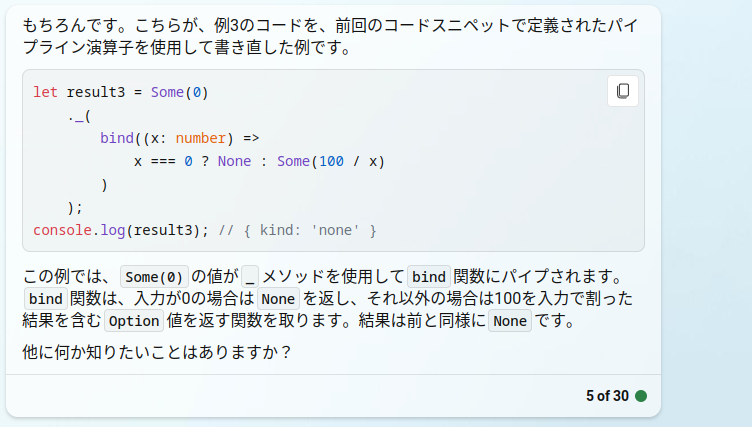 もちろんです。こちらが、例3のコードを、前回のコードスニペットで定義されたパイ
プライン演算子を使用して書き直した例です。
let result3 = Some(0)
    ._(
        bind((x: number) =>
            x === 0 ? None : Some(100 / x)
        )
    );
console.log(result3); // { kind: 'none' }
この例では、 Some(0) の値が _ メソッドを使用して bind 関数にパイプされます。
bind 関数は、入力が0の場合は None を返し、それ以外の場合は100を入力で割った
結果を含む Option 値を返す関数を取ります。結果は前と同様に None です。
他に何か知りたいことはありますか？
5 of 30